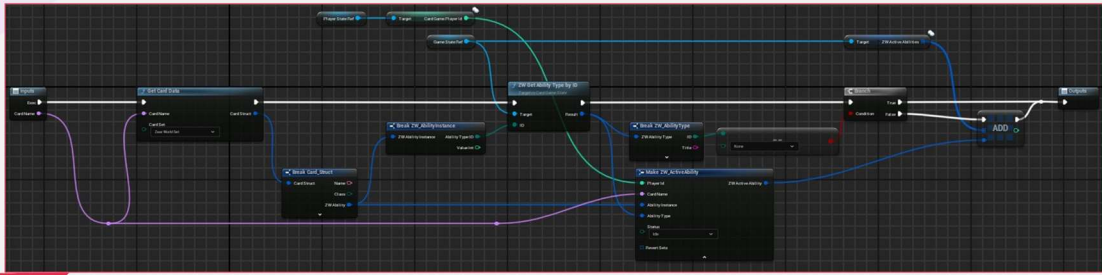 Player State Ref
Target
Card Game Player Id
Game State Ref
Target
ZW Active Abilities
Inputs
Exec
Card Name
Get Card Data
Card Name
Card Struct
Card Set
ZW Get Ability Type by ID
Target
Return
ID
Branch
True
Condition
False
Outputs
ADD
Break ZW_AbilityInstance
ZW Ability Instance
Ability Type ID
Value Int
Break ZW_AbilityType
ZW Ability Type
ID
Title
==
None
Break Card_Struct
Card Struct
Name
Class
ZW Ability
Make ZW_ActiveAbility
Player Id
ZW Active Ability
Card Name
Ability Instance
Ability Type
Status
Idle